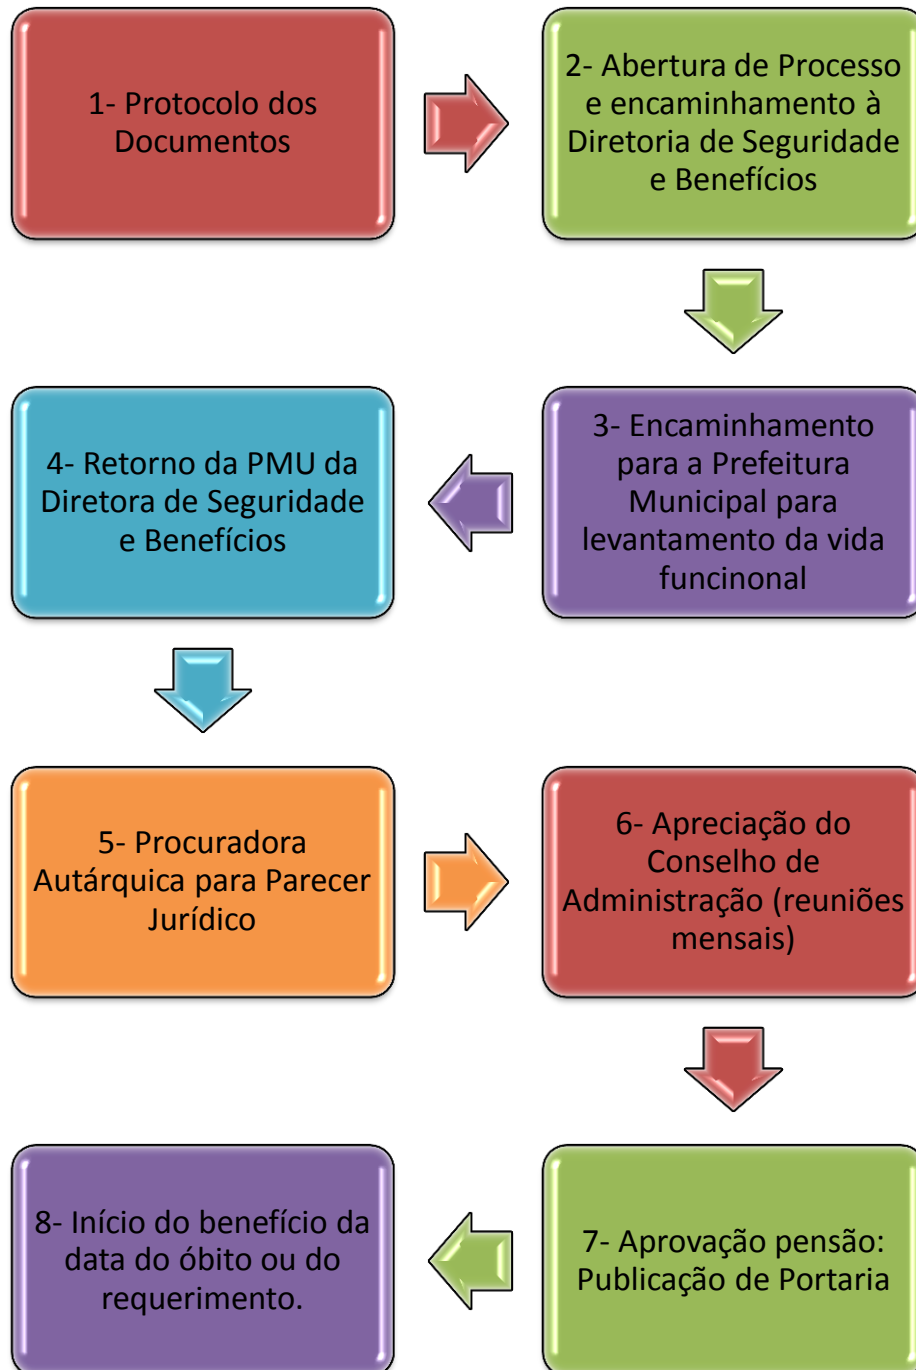 1- Protocolo dos
Documentos
2- Abertura de Processo
e encaminhamento à
Diretoria de Seguridade
e Benefícios
3- Encaminhamento
para a Prefeitura
Municipal para
levantamento da vida
funcinonal
4- Retorno da PMU da
Diretora de Seguridade
e Benefícios
5- Procuradora
Autárquica para Parecer
Jurídico
6- Apreciação do
Conselho de
Administração (reuniões
mensais)
7- Aprovação pensão:
Publicação de Portaria
8- Início do benefício da
data do óbito ou do
requerimento.